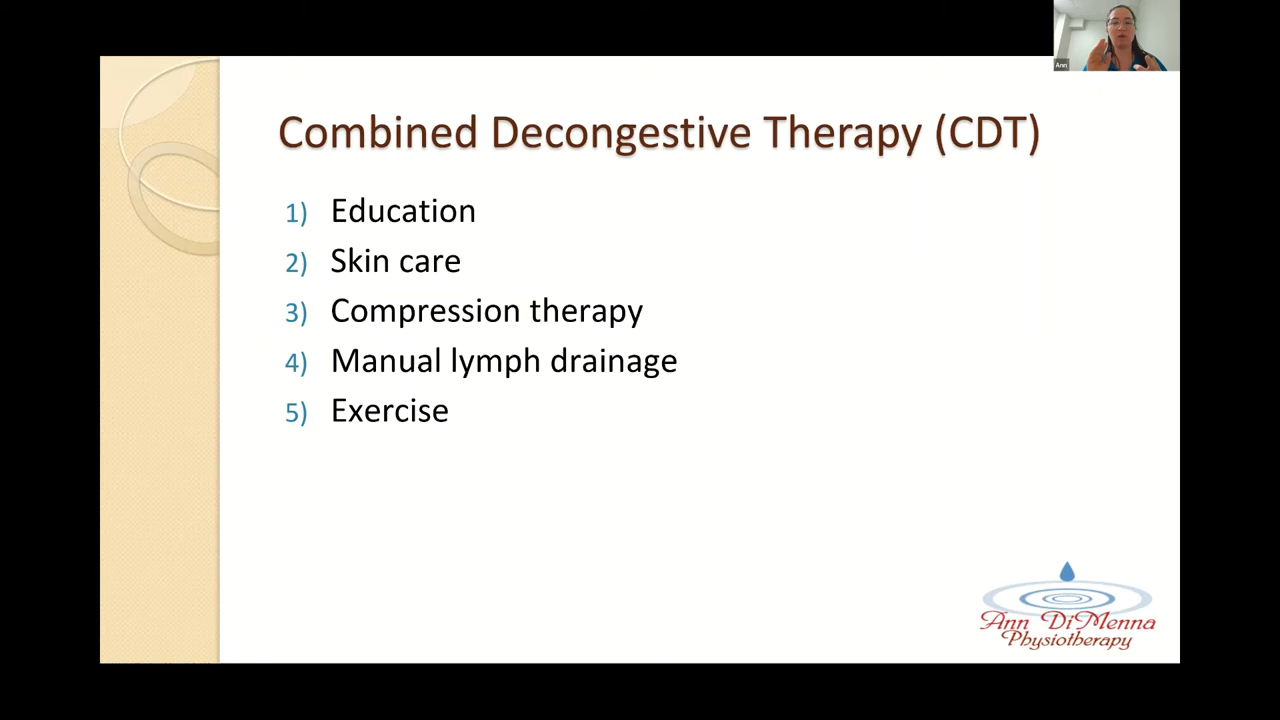 Ann
Combined Decongestive Therapy (CDT)
1) Education
2) Skin care
3) Compression therapy
4) Manual lymph drainage
5) Exercise
Ann DiMenna
Physiotherapy